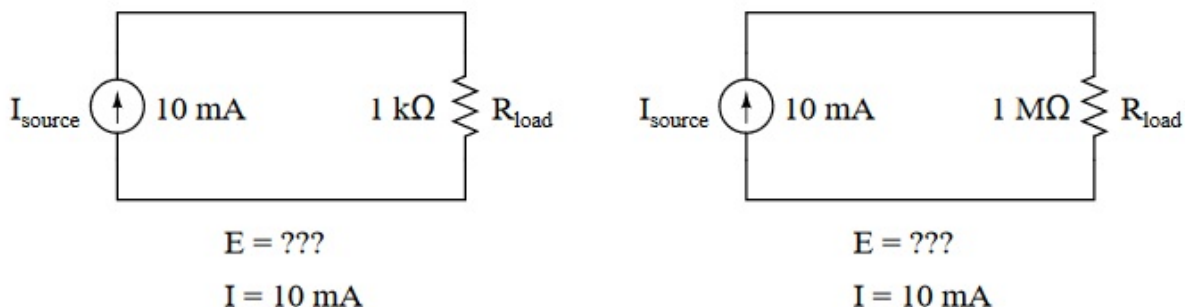 I_source 10 mA 1 kΩ R_load
E = ???
I = 10 mA
I_source 10 mA 1 MΩ R_load
E = ???
I = 10 mA